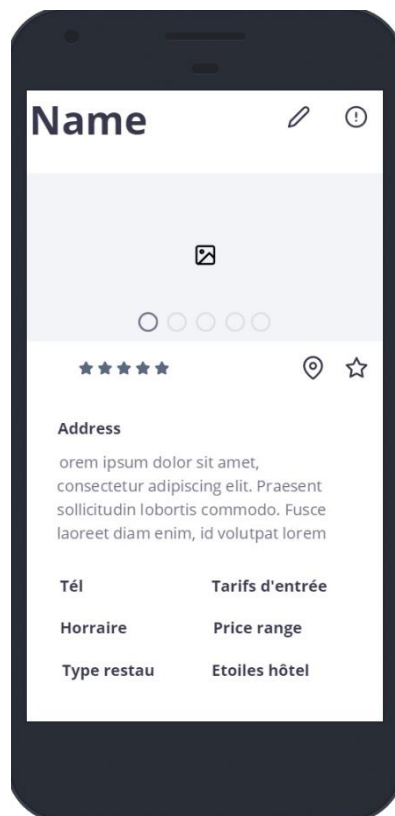 Name
Address
orem ipsum dolor sit amet,
consectetur adipiscing elit. Praesent
sollicitudin lobortis commodo. Fusce
laoreet diam enim, id volutpat lorem
Tél Tarifs d'entrée
Horraire Price range
Type restau Etoiles hôtel